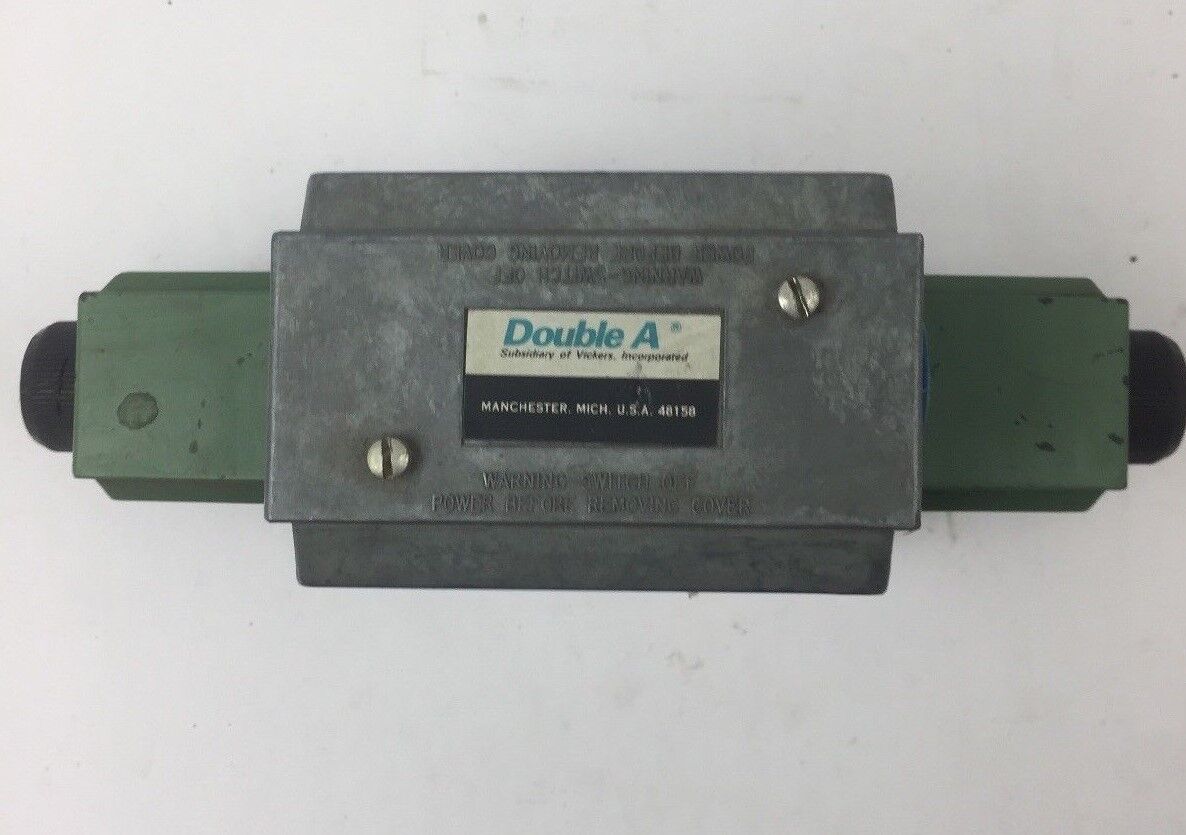 POWER BEFORE REMOVING COVER
WARNING-SWITCH OFF
Double A®
Subsidiary of Vickers, Incorporated
MANCHESTER, MICH. U.S.A. 48158
WARNING SWITCH OFF
POWER BEFORE REMOVING COVER